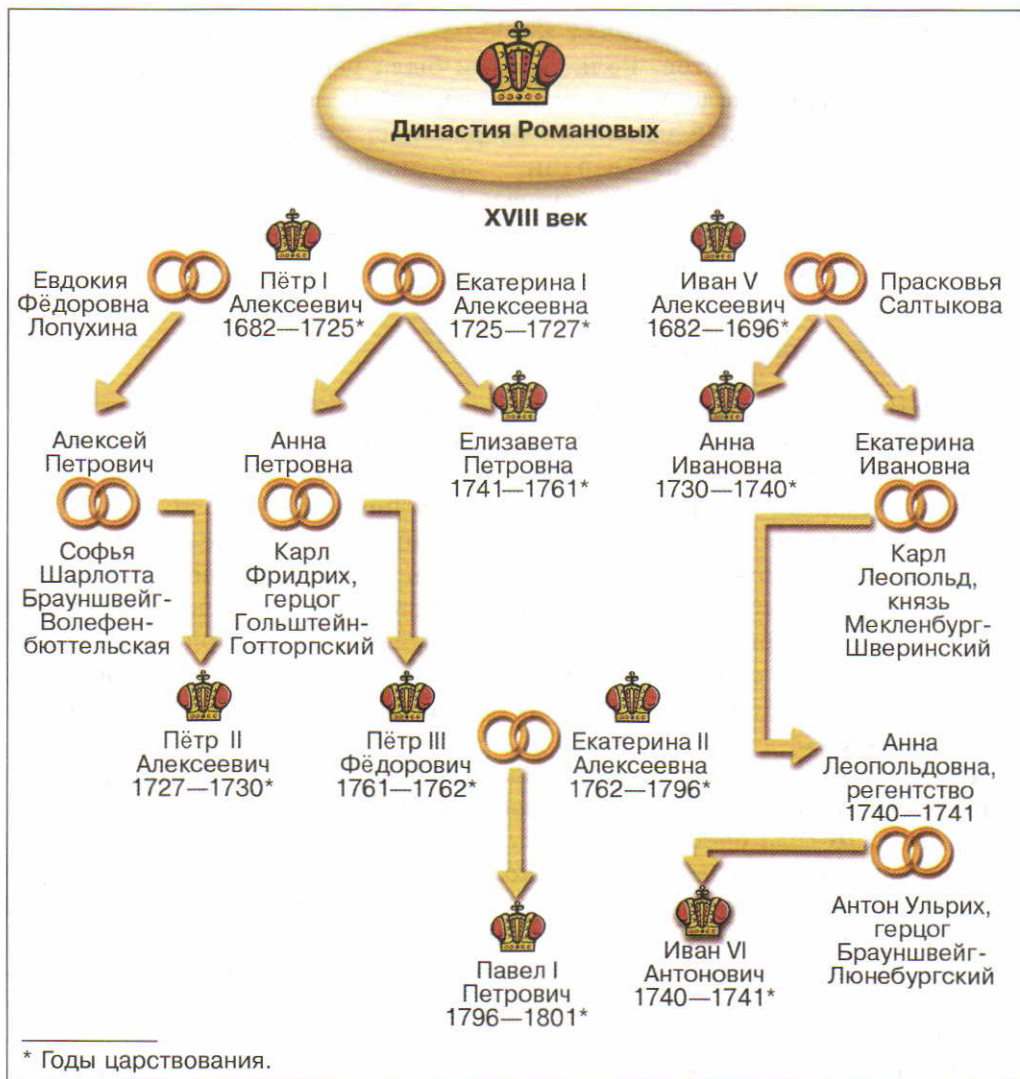 Династия Романовых
XVIII век
Евдокия
Фёдоровна
Лопухина
Пётр I
Алексеевич
1682—1725*
Екатерина I
Алексеевна
1725—1727*
Иван V
Алексеевич
1682—1696*
Прасковья
Салтыкова
Алексей
Петрович
Анна
Петровна
Елизавета
Петровна
1741—1761*
Анна
Ивановна
1730—1740*
Екатерина
Ивановна
Софья
Шарлотта
Брауншвейг-
Волефен-
бюттельская
Карл
Фридрих,
герцог
Гольштейн-
Готторпский
Карл
Леопольд,
князь
Мекленбург-
Шверинский
Пётр II
Алексеевич
1727—1730*
Пётр III
Фёдорович
1761—1762*
Екатерина II
Алексеевна
1762—1796*
Анна
Леопольдовна,
регентство
1740—1741
Павел I
Петрович
1796—1801*
Иван VI
Антонович
1740—1741*
Антон Ульрих,
герцог
Брауншвейг-
Люнебургский
* Годы царствования.